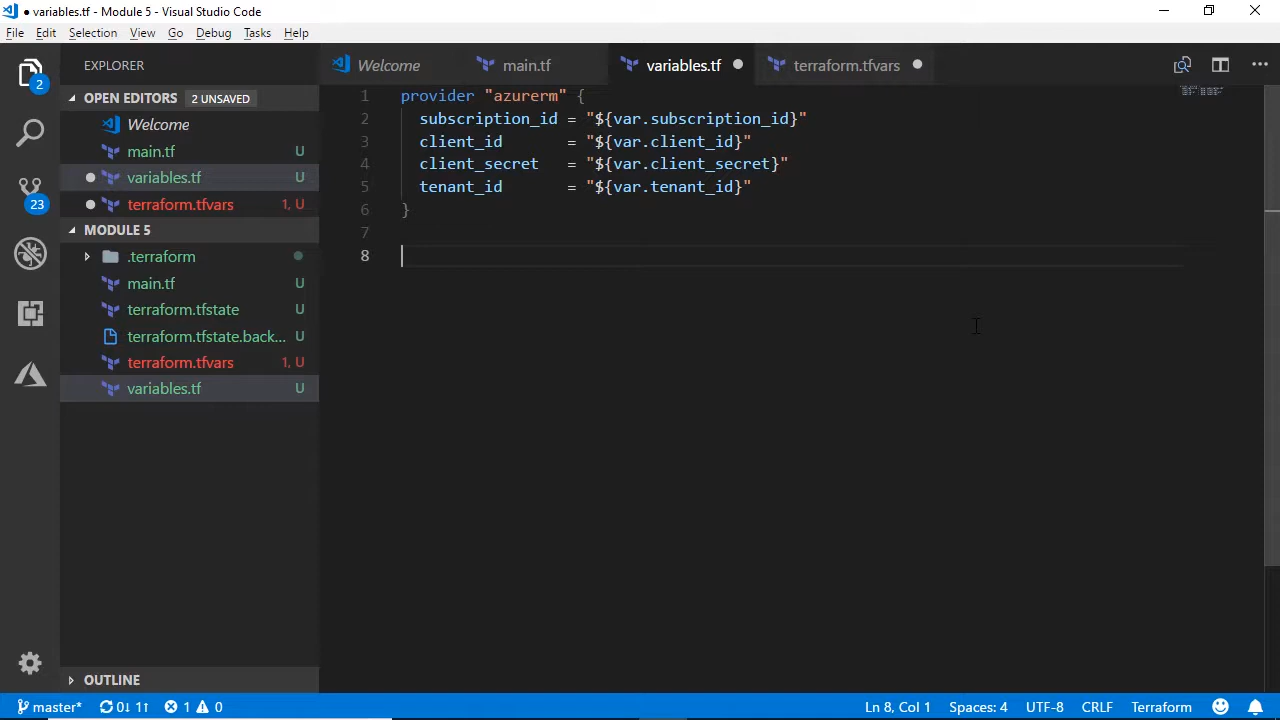 variables.tf - Module 5 - Visual Studio Code
File Edit Selection View Go Debug Tasks Help
EXPLORER
Welcome
main.tf
variables.tf
terraform.tfvars
OPEN EDITORS 2 UNSAVED
Welcome
main.tf U
variables.tf U
terraform.tfvars 1, U
MODULE 5
.terraform
main.tf U
terraform.tfstate U
terraform.tfstate.back... U
terraform.tfvars 1, U
variables.tf U
OUTLINE
2
23
1 provider "azurerm" {
2 subscription_id = "${var.subscription_id}"
3 client_id = "${var.client_id}"
4 client_secret = "${var.client_secret}"
5 tenant_id = "${var.tenant_id}"
6 }
7
8
master* 0↓ 1↑ 1 0 Ln 8, Col 1 Spaces: 4 UTF-8 CRLF Terraform